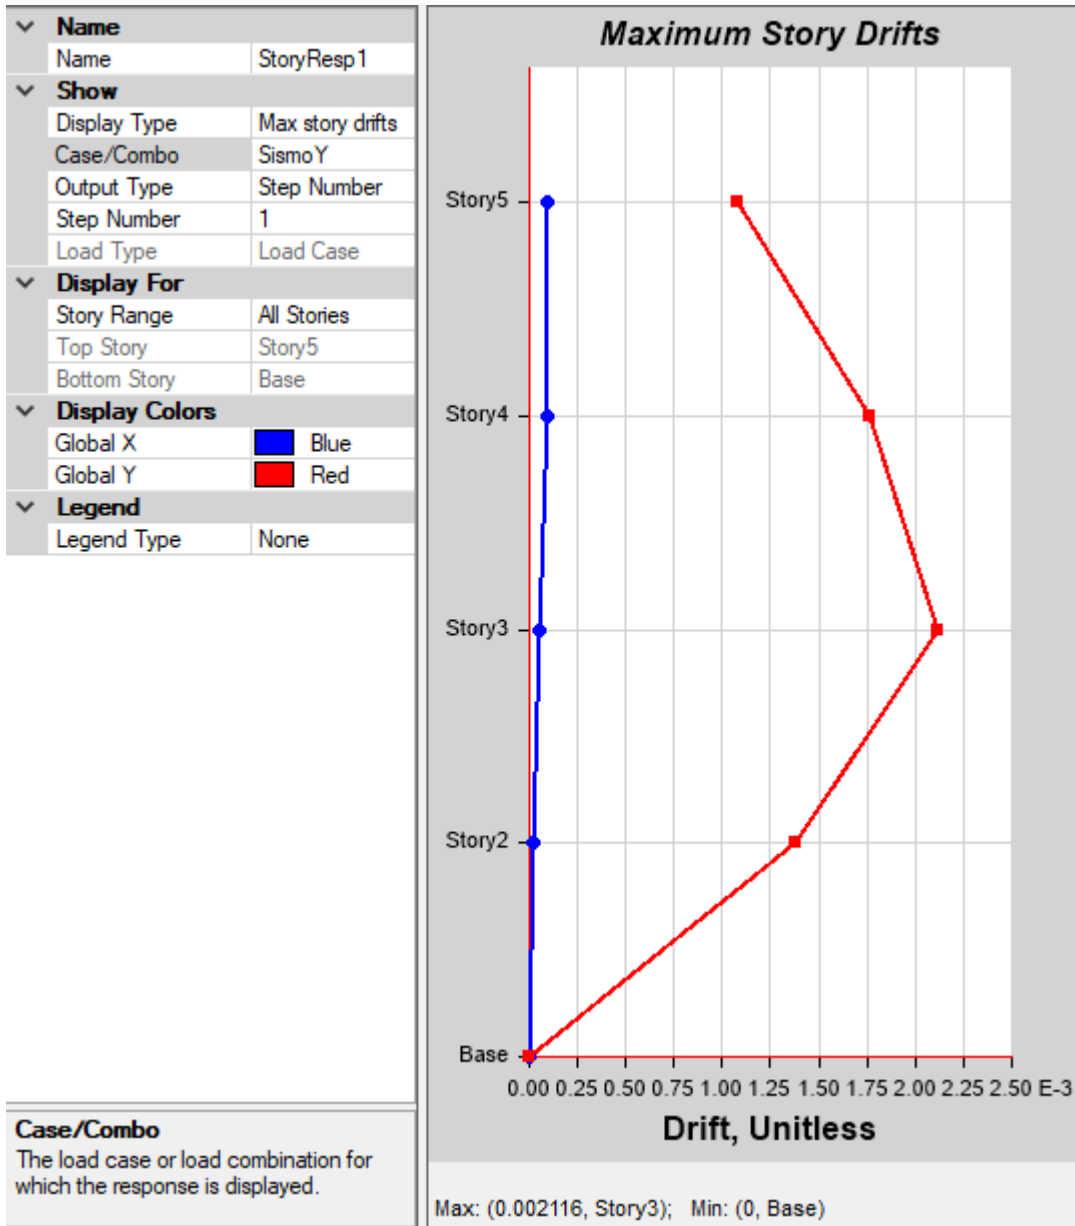 Name
Name StoryResp1
Show
Display Type Max story drifts
Case/Combo SismoY
Output Type Step Number
Step Number 1
Load Type Load Case
Display For
Story Range All Stories
Top Story Story5
Bottom Story Base
Display Colors
Global X Blue
Global Y Red
Legend
Legend Type None
Case/Combo
The load case or load combination for
which the response is displayed.
Maximum Story Drifts
Story5
Story4
Story3
Story2
Base
0.00 0.25 0.50 0.75 1.00 1.25 1.50 1.75 2.00 2.25 2.50 E-3
Drift, Unitless
Max: (0.002116, Story3); Min: (0, Base)